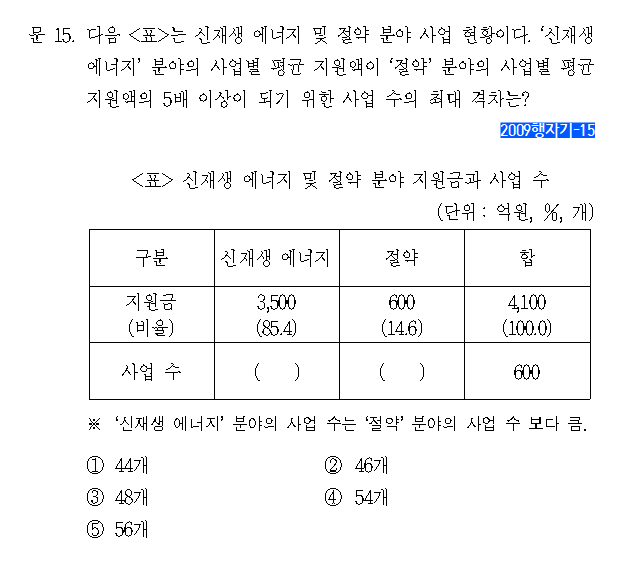 문 15. 다음 <표>는 신재생 에너지 및 절약 분야 사업 현황이다. ‘신재생
에너지’ 분야의 사업별 평균 지원액이 ‘절약’ 분야의 사업별 평균
지원액의 5배 이상이 되기 위한 사업 수의 최대 격차는?
2009행자기-15
<표> 신재생 에너지 및 절약 분야 지원금과 사업 수
(단위 : 억원, %, 개)
구분 신재생 에너지 절약 합
지원금 3,500 600 4,100
(비율) (85.4) (14.6) (100.0)
사업 수 ( ) ( ) 600
※ ‘신재생 에너지’ 분야의 사업 수는 ‘절약’ 분야의 사업 수 보다 큼.
① 44개 ② 46개
③ 48개 ④ 54개
⑤ 56개